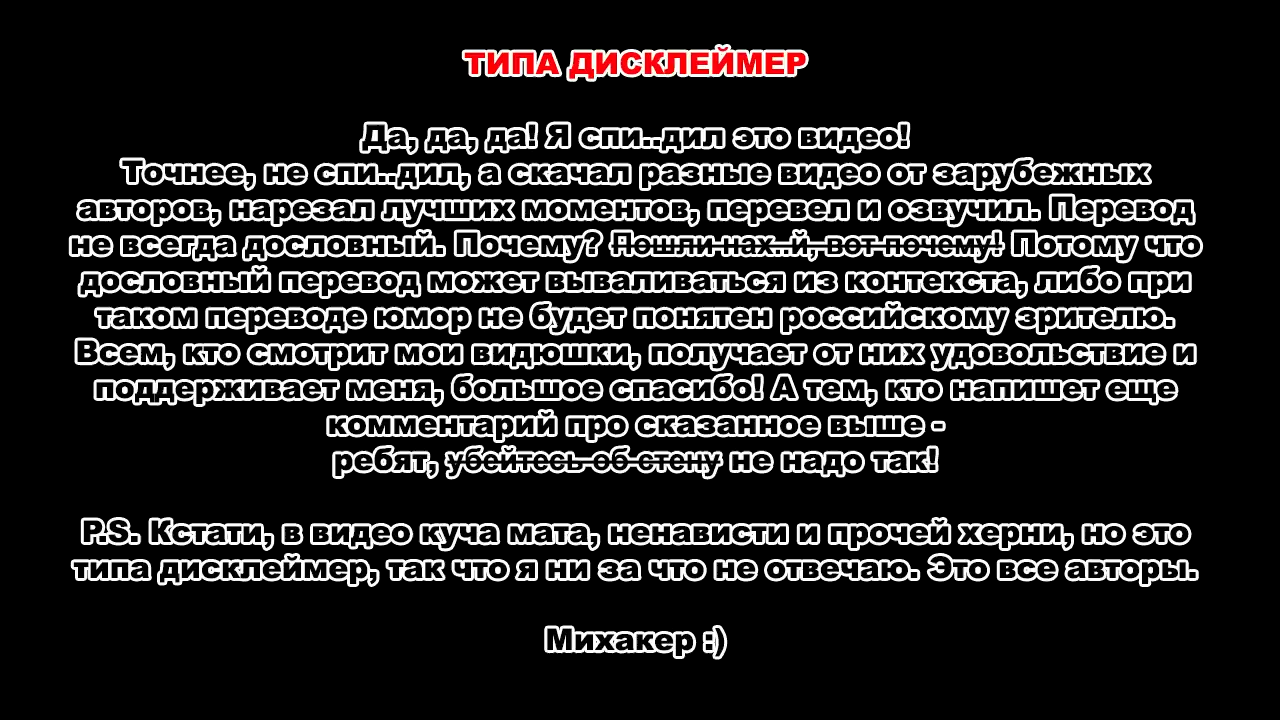 ТИПА ДИСКЛЕЙМЕР
Да, да, да! Я спи..дил это видео!
Точнее, не спи..дил, а скачал разные видео от зарубежных
авторов, нарезал лучших моментов, перевел и озвучил. Перевод
не всегда дословный. Почему? Пошли нах..й, вот почему! Потому что
дословный перевод может вываливаться из контекста, либо при
таком переводе юмор не будет понятен российскому зрителю.
Всем, кто смотрит мои видюшки, получает от них удовольствие и
поддерживает меня, большое спасибо! А тем, кто напишет еще
комментарий про сказанное выше -
ребят, убейтесь об стену не надо так!
P.S. Кстати, в видео куча мата, ненависти и прочей херни, но это
типа дисклеймер, так что я ни за что не отвечаю. Это все авторы.
Михакер :)